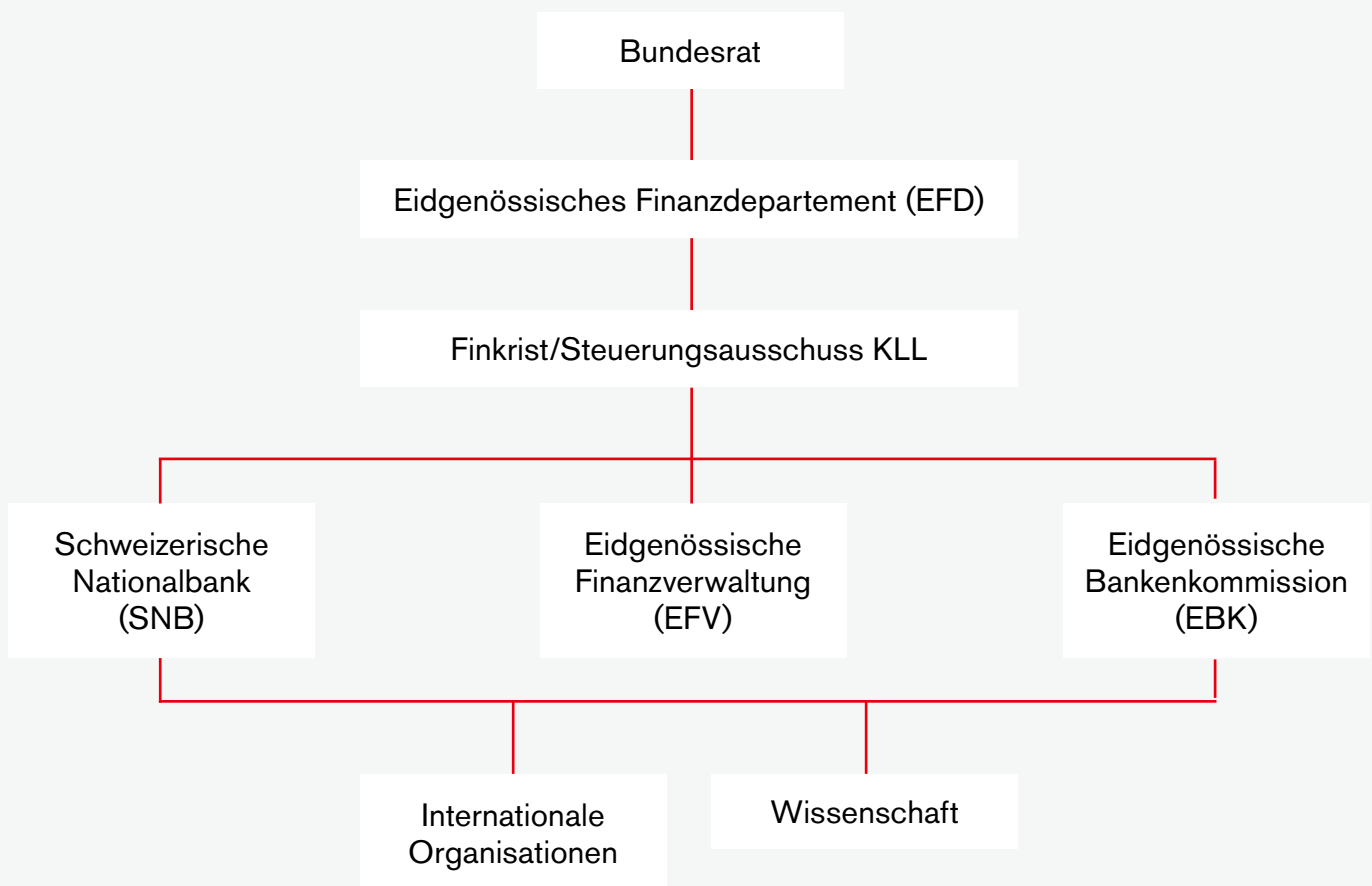 Bundesrat
Eidgenössisches Finanzdepartement (EFD)
Finkrist/Steuerungsausschuss KLL
Schweizerische
Nationalbank
(SNB)
Eidgenössische
Finanzverwaltung
(EFV)
Eidgenössische
Bankenkommission
(EBK)
Internationale
Organisationen
Wissenschaft